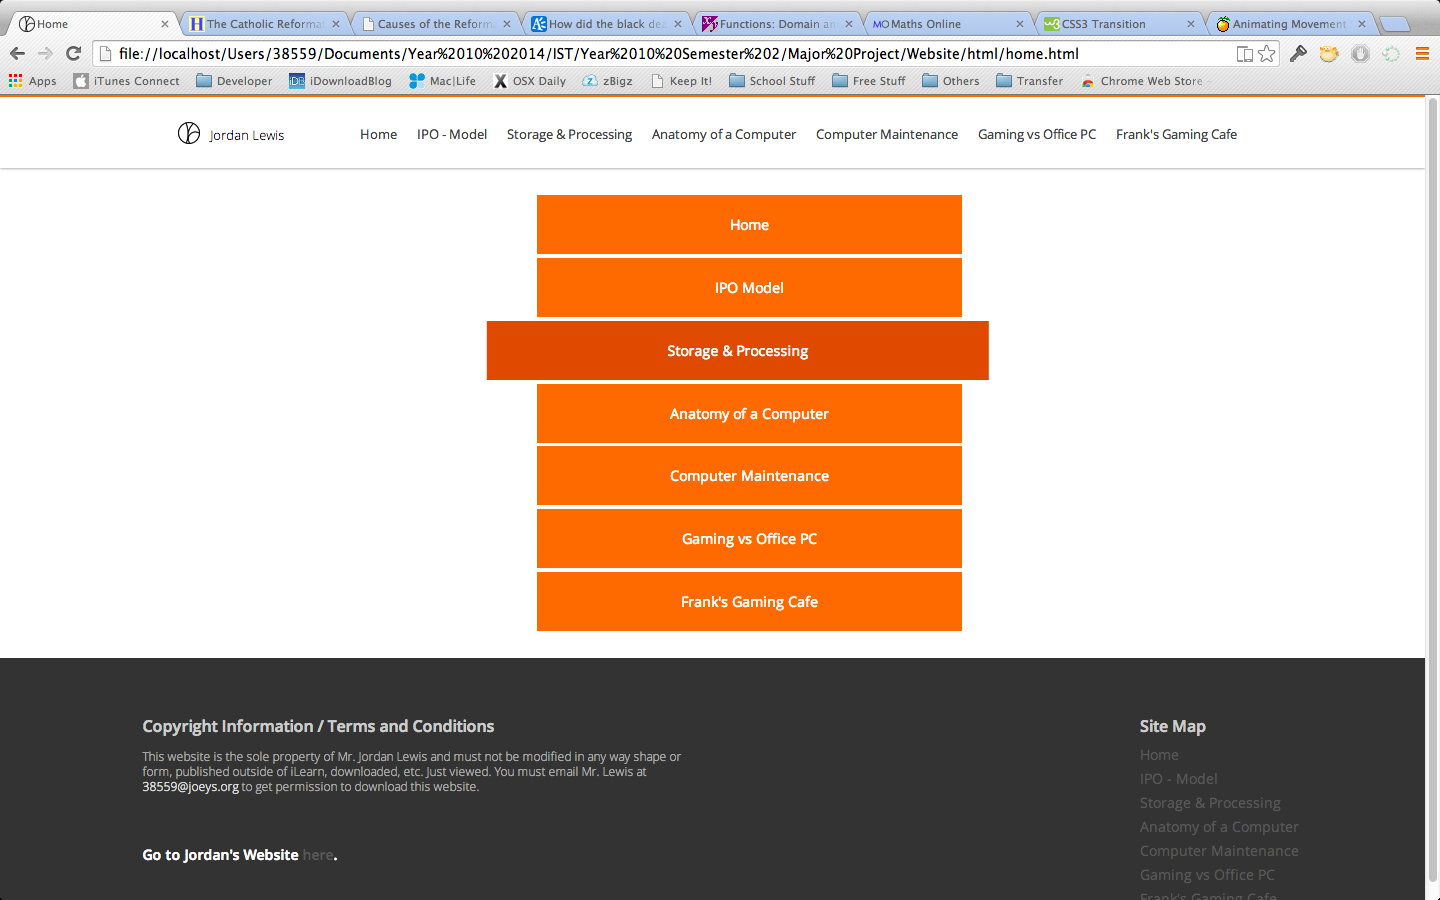 Home
The Catholic Reforma
Causes of the Reforma
How did the black dea
Functions: Domain an
MO Maths Online
CSS3 Transition
Animating Movement
file://localhost/Users/38559/Documents/Year%2010%202014/IST/Year%2010%20Semester%202/Major%20Project/Website/html/home.html
Apps iTunes Connect Developer iDB iDownloadBlog Mac|Life X OSX Daily zBigz Keep It! School Stuff Free Stuff Others Transfer Chrome Web Store
Jordan Lewis Home IPO - Model Storage & Processing Anatomy of a Computer Computer Maintenance Gaming vs Office PC Frank's Gaming Cafe
Home
IPO Model
Storage & Processing
Anatomy of a Computer
Computer Maintenance
Gaming vs Office PC
Frank's Gaming Cafe
Copyright Information / Terms and Conditions
This website is the sole property of Mr. Jordan Lewis and must not be modified in any way shape or
form, published outside of iLearn, downloaded, etc. Just viewed. You must email Mr. Lewis at
38559@joeys.org to get permission to download this website.
Go to Jordan's Website here.
Site Map
Home
IPO - Model
Storage & Processing
Anatomy of a Computer
Computer Maintenance
Gaming vs Office PC
Frank's Gaming Cafe